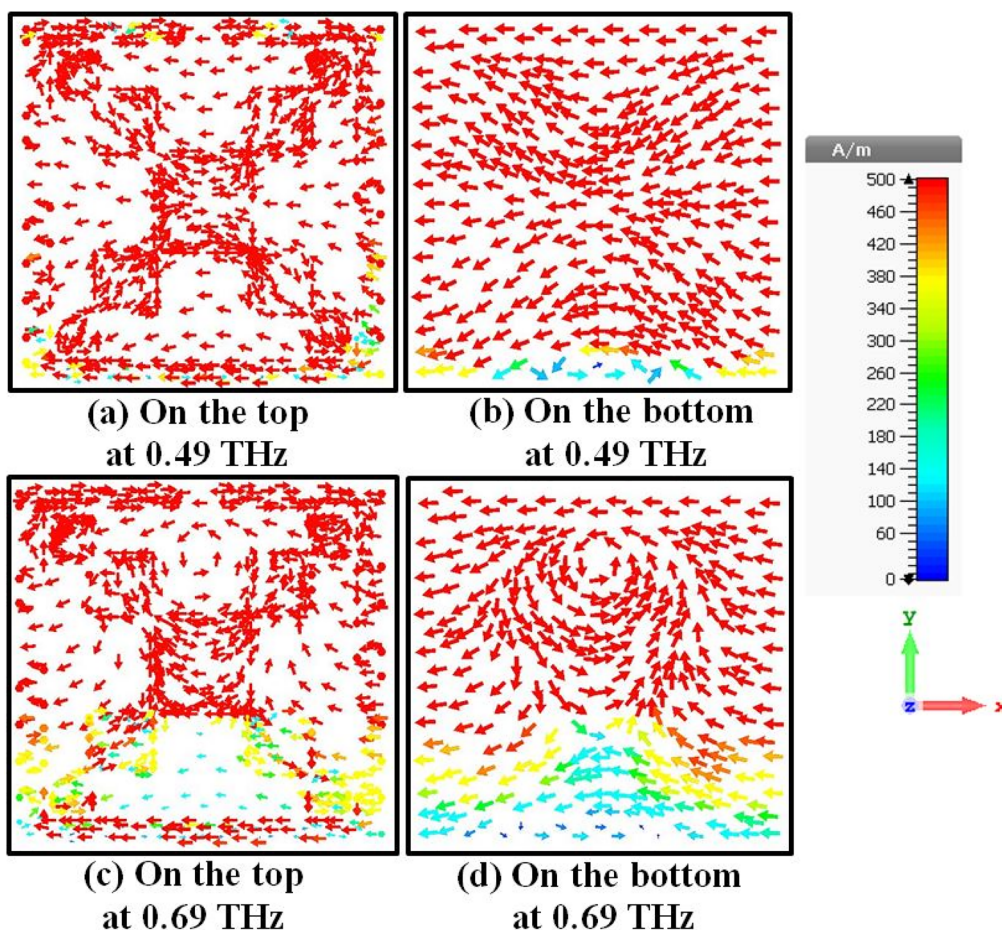 (a) On the top
at 0.49 THz
(b) On the bottom
at 0.49 THz
A/m
500
460
420
380
340
300
260
220
180
140
100
60
0
y
z
x
(c) On the top
at 0.69 THz
(d) On the bottom
at 0.69 THz